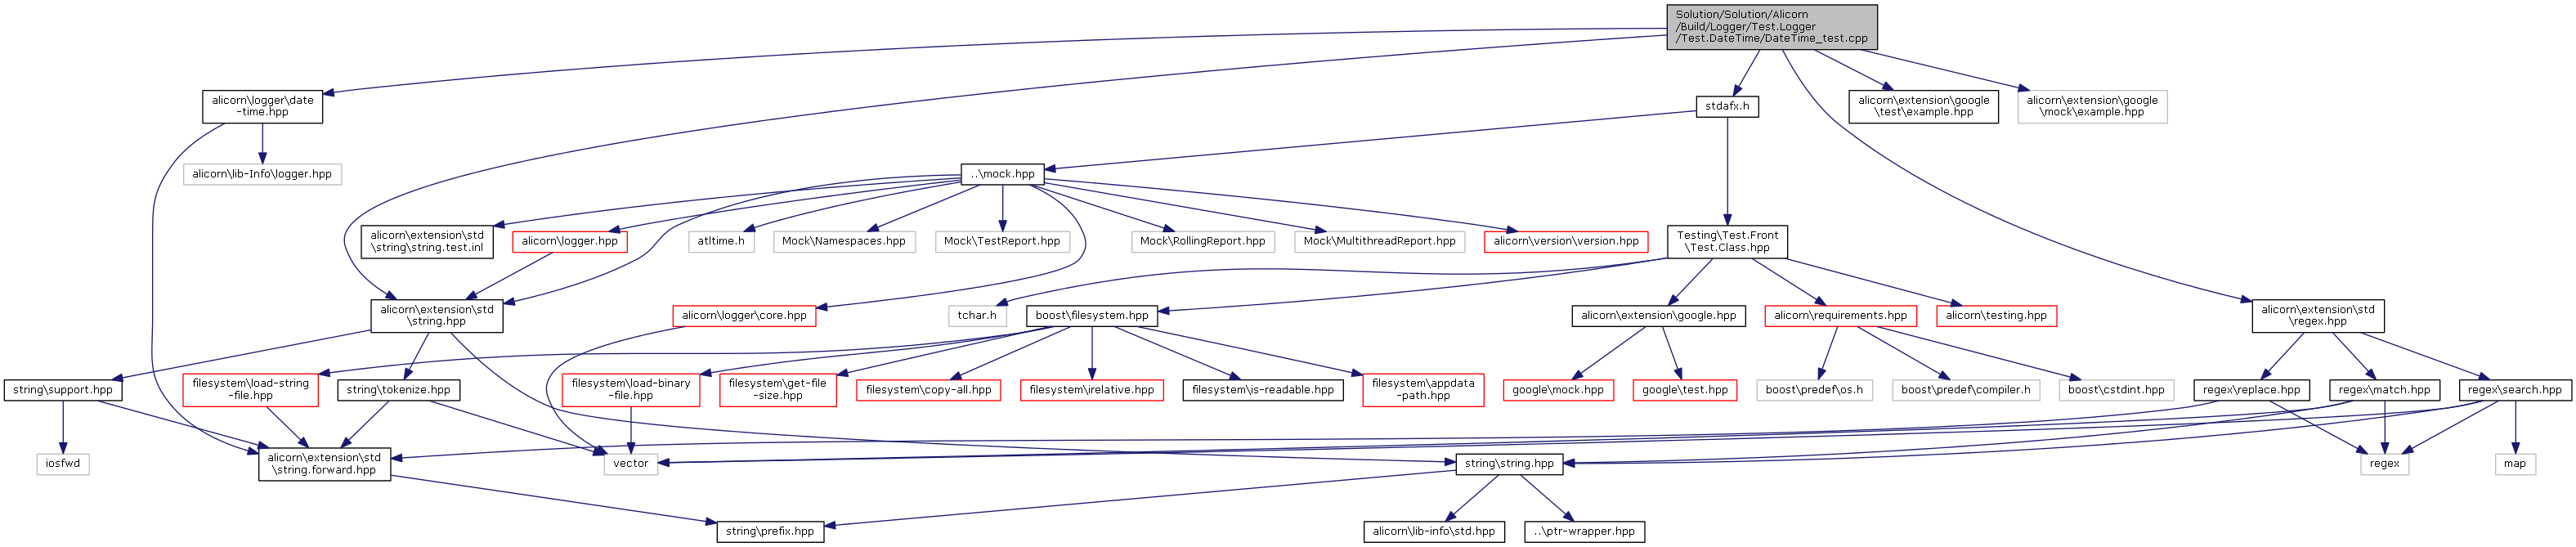 Solution/Solution/Alicorn
/Build/Logger/Test.Logger
/Test.DateTime/DateTime_test.cpp
alicorn\logger\date
-time.hpp
stdafx.h
alicorn\extension\google
\test\example.hpp
alicorn\extension\google
\mock\example.hpp
alicorn\lib-Info\logger.hpp
..\mock.hpp
alicorn\extension\std
\string\string.test.inl
alicorn\logger.hpp
atltime.h
Mock\Namespaces.hpp
Mock\TestReport.hpp
Mock\RollingReport.hpp
Mock\MultithreadReport.hpp
alicorn\version\version.hpp
Testing\Test.Front
\Test.Class.hpp
alicorn\extension\std
\string.hpp
alicorn\logger\core.hpp
tchar.h
boost\filesystem.hpp
alicorn\extension\google.hpp
alicorn\requirements.hpp
alicorn\testing.hpp
alicorn\extension\std
\regex.hpp
string\support.hpp
filesystem\load-string
-file.hpp
string\tokenize.hpp
filesystem\load-binary
-file.hpp
filesystem\get-file
-size.hpp
filesystem\copy-all.hpp
filesystem\irelative.hpp
filesystem\is-readable.hpp
filesystem\appdata
-path.hpp
google\mock.hpp
google\test.hpp
boost\predef\os.h
boost\predef\compiler.h
boost\cstdint.hpp
regex\replace.hpp
regex\match.hpp
regex\search.hpp
iosfwd
alicorn\extension\std
\string.forward.hpp
vector
string\string.hpp
regex
map
string\prefix.hpp
alicorn\lib-info\std.hpp
..\ptr-wrapper.hpp